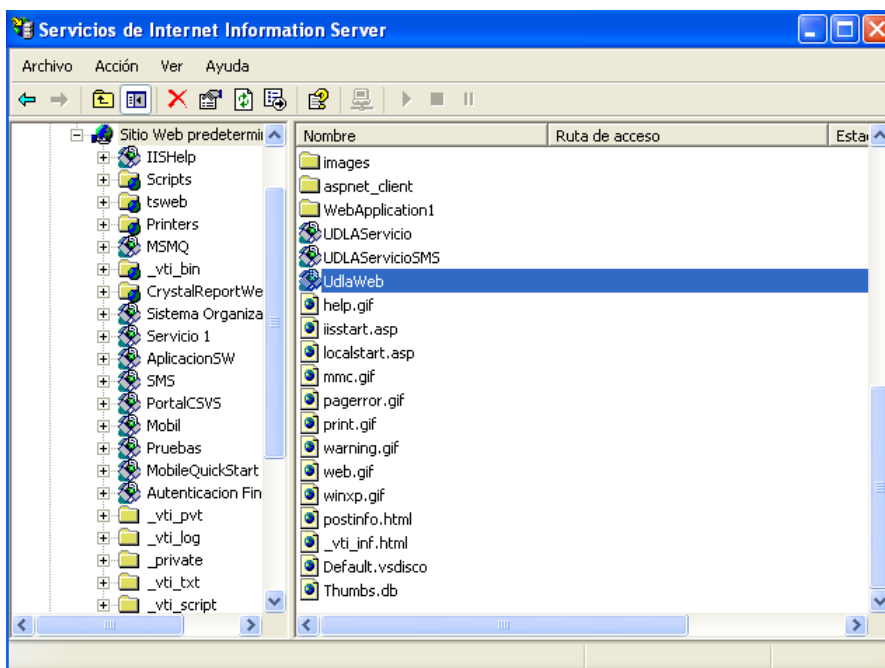 Servicios de Internet Information Server
Archivo Acción Ver Ayuda
Sitio Web predetermi
IISHelp
Scripts
tsweb
Printers
MSMQ
_vti_bin
CrystalReportWe
Sistema Organiza
Servicio 1
AplicacionSW
SMS
PortalCSVS
Mobil
Pruebas
MobileQuickStart
Autenticacion Fin
_vti_pvt
_vti_log
_private
_vti_txt
_vti_script
Nombre Ruta de acceso Esta
images
aspnet_client
WebApplication1
UDLAServicio
UDLAServicioSMS
UdlaWeb
help.gif
iisstart.asp
localstart.asp
mmc.gif
pagerror.gif
print.gif
warning.gif
web.gif
winxp.gif
postinfo.html
_vti_inf.html
Default.vsdisco
Thumbs.db